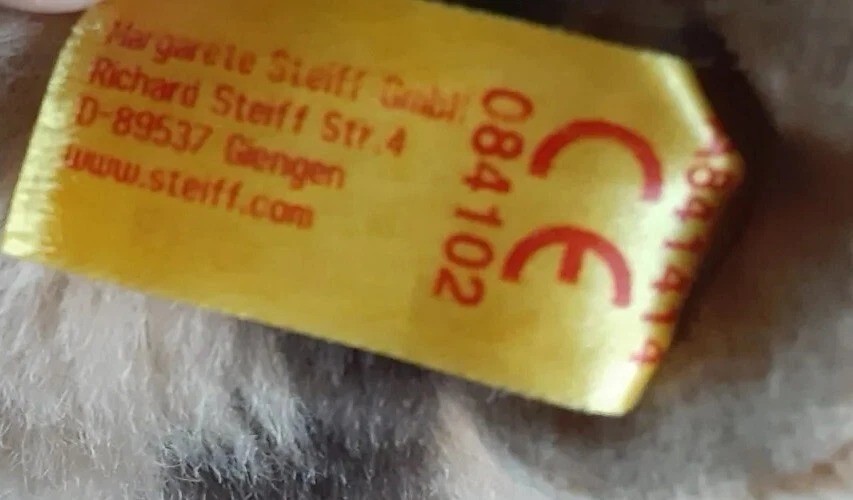 Margarete Steiff GmbH
Richard Steiff Str.4
D-89537 Giengen
www.steiff.com
084102
CE